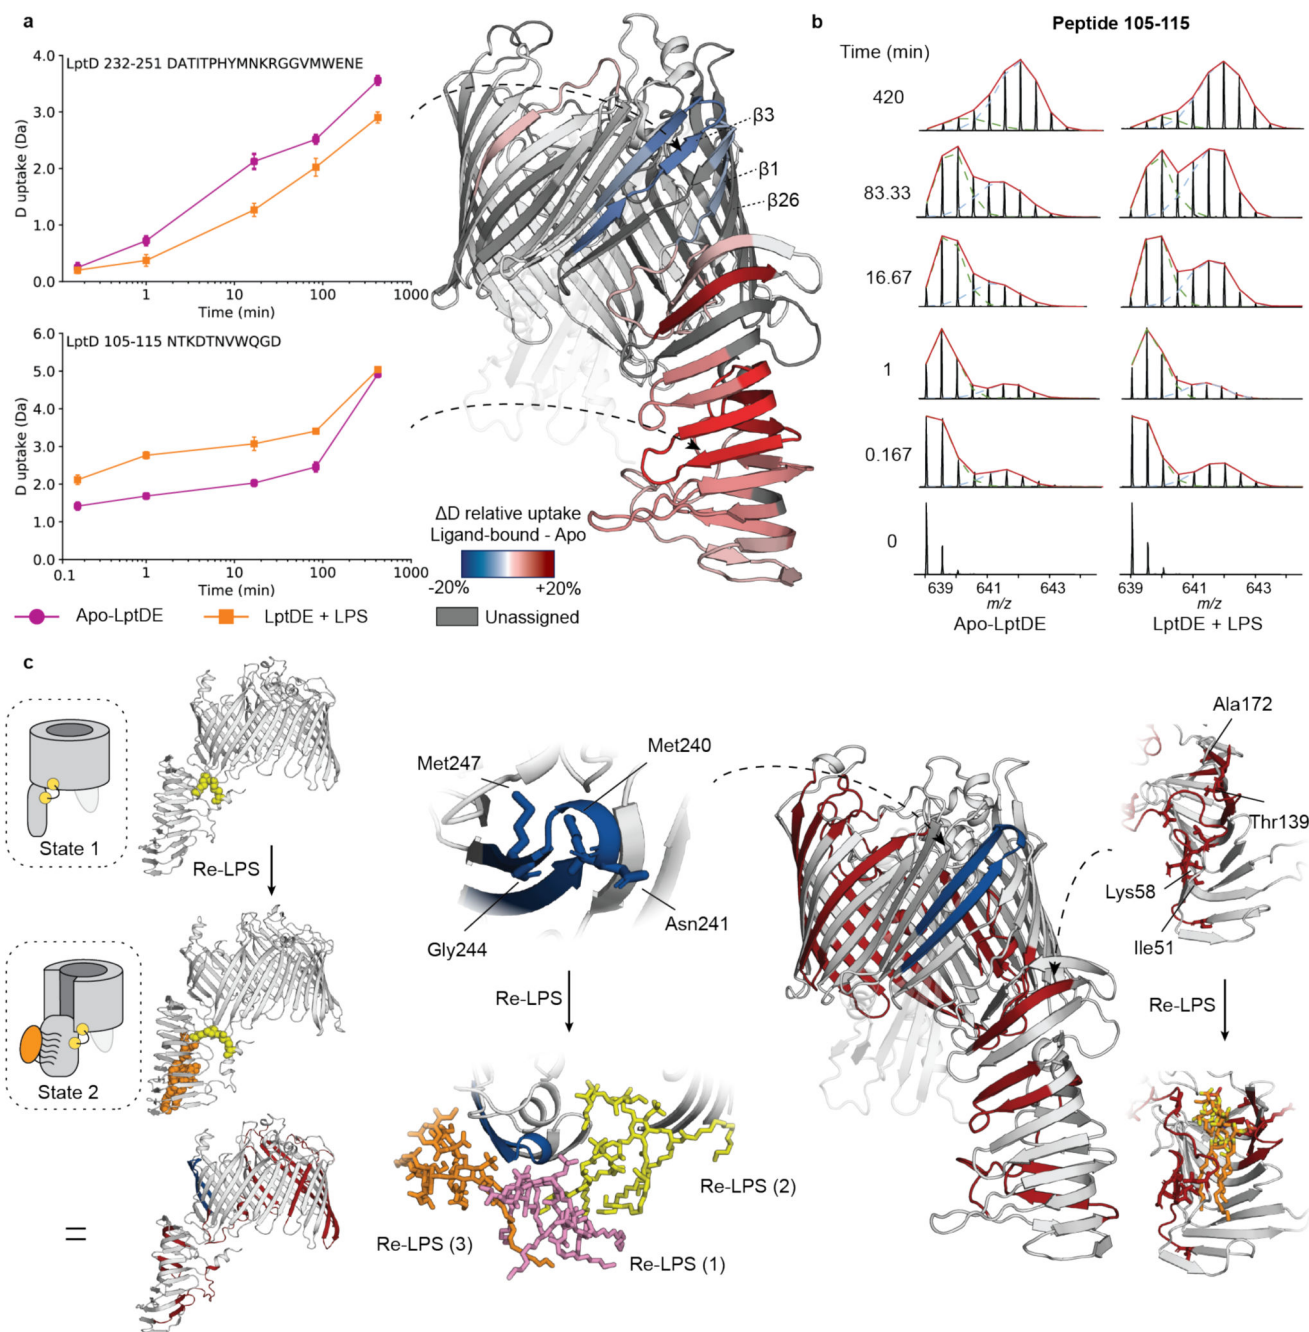 a
LptD 232-251 DATITPHYMNKRGGVMWENE
D uptake (Da)
4.0
3.0
2.0
1.0
0.0
1
10
100
1000
Time (min)
LptD 105-115 NTKDTNVWQGD
D uptake (Da)
6.0
5.0
4.0
3.0
2.0
1.0
0.0
0.1
1
10
100
1000
Time (min)
Apo-LptDE
LptDE + LPS
β3
β1
β26
ΔD relative uptake
Ligand-bound - Apo
-20%
+20%
Unassigned
b
Peptide 105-115
Time (min)
420
83.33
16.67
1
0.167
0
639
641
643
639
641
643
m/z
m/z
Apo-LptDE
LptDE + LPS
c
State 1
Re-LPS
State 2
=
Met247
Met240
Gly244
Asn241
Re-LPS
Re-LPS (2)
Re-LPS (3)
Re-LPS (1)
Ala172
Thr139
Lys58
Ile51
Re-LPS